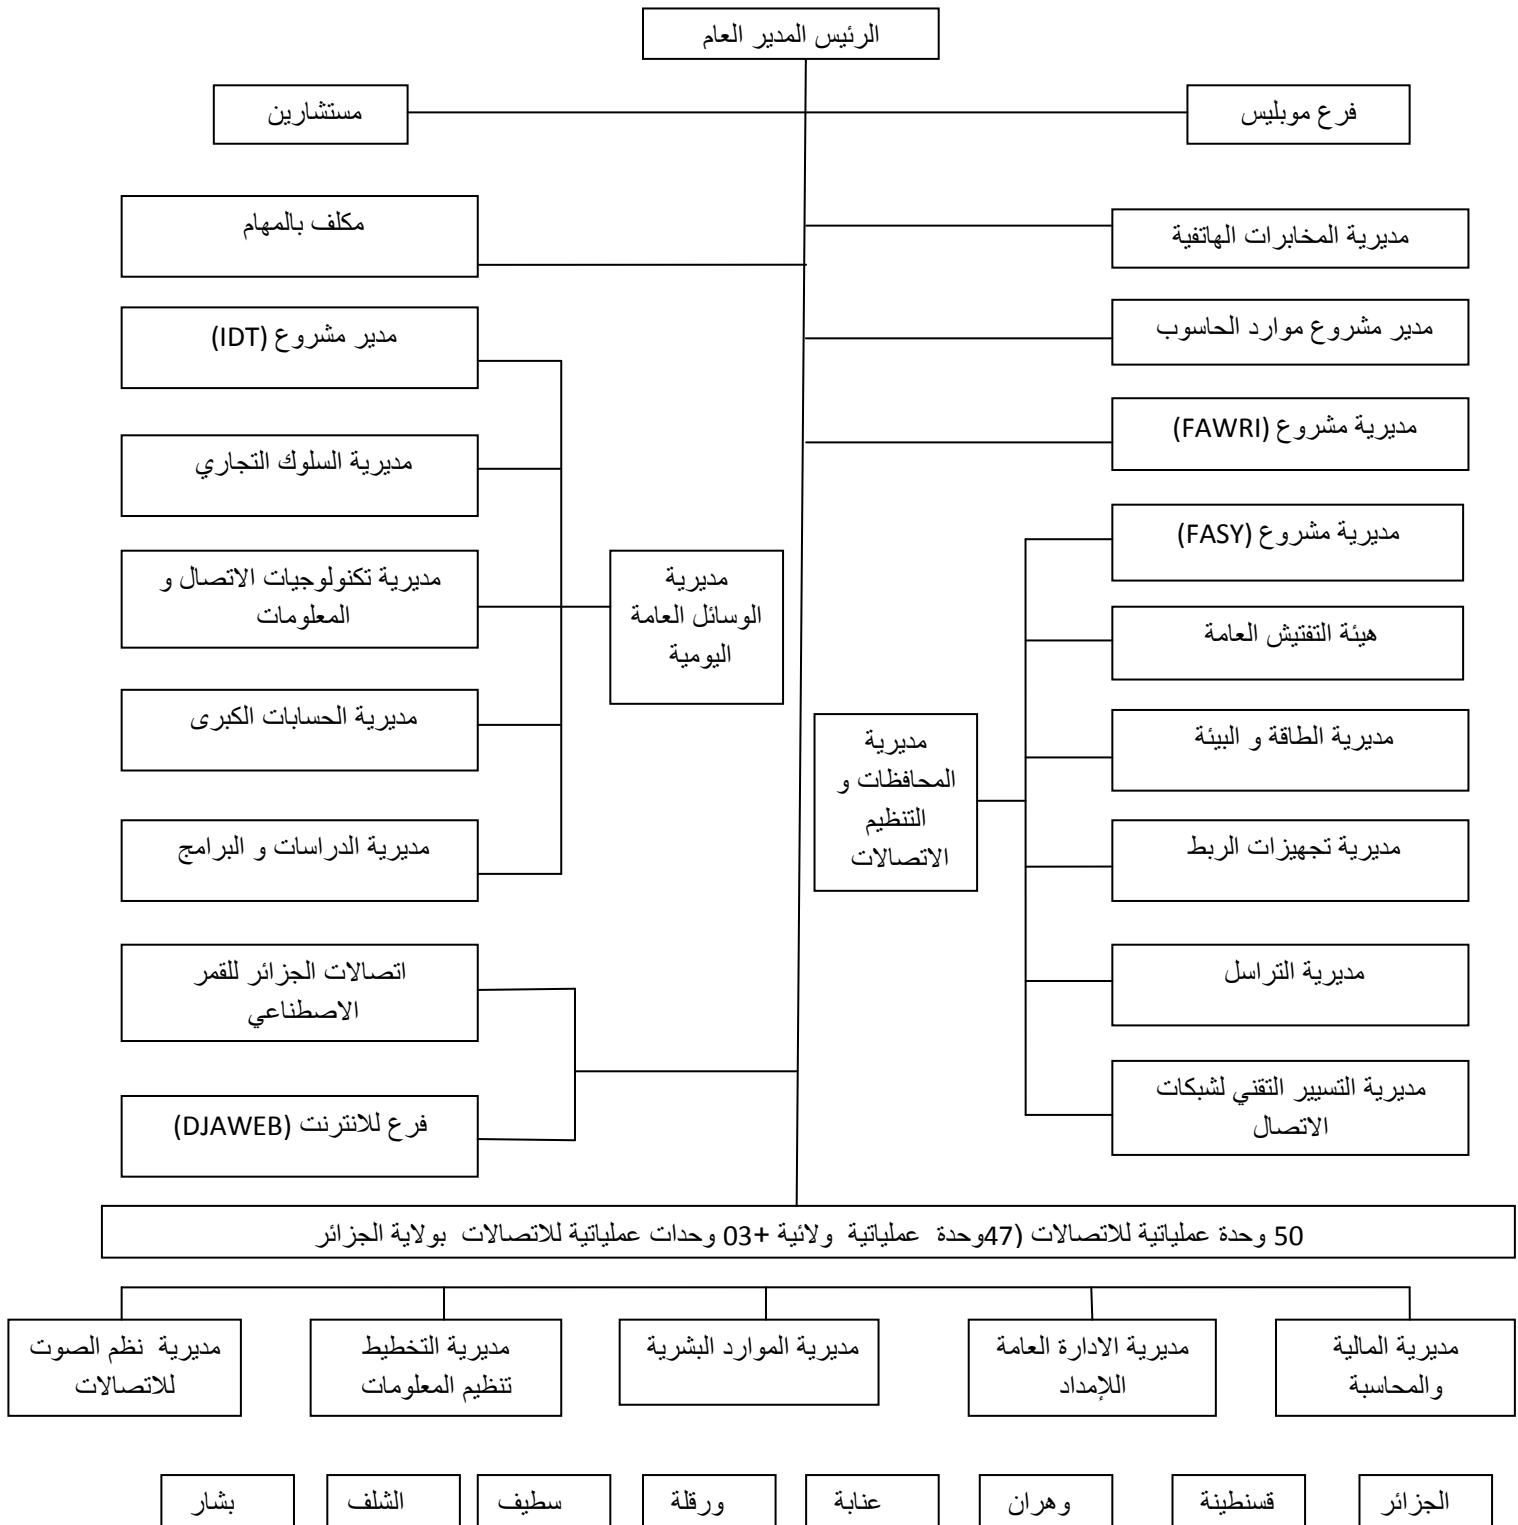 الرئيس المدير العام
فرع موبليس
مستشارين
مكلف بالمهام
مديرية المخابرات الهاتفية
مدير مشروع (IDT)
مدير مشروع موارد الحاسوب
مديرية مشروع (FAWRI)
مديرية السلوك التجاري
مديرية مشروع (FASY)
مديرية تكنولوجيات الاتصال و
المعلومات
مديرية
الوسائل العامة
اليومية
هيئة التفتيش العامة
مديرية الحسابات الكبرى
مديرية الطاقة و البيئة
مديرية
المحافظات و
التنظيم
الاتصالات
مديرية الدراسات و البرامج
مديرية تجهيزات الربط
اتصالات الجزائر للقمر
الاصطناعي
مديرية التراسل
فرع للانترنت (DJAWEB)
مديرية التسيير التقني لشبكات
الاتصال
50 وحدة عملياتية للاتصالات (47وحدة عملياتية ولائية +03 وحدات عملياتية للاتصالات بولاية الجزائر
مديرية المالية
والمحاسبة
مديرية الادارة العامة
اللإمداد
مديرية الموارد البشرية
مديرية التخطيط
تنظيم المعلومات
مديرية نظم الصوت
للاتصالات
الجزائر
قسنطينة
وهران
عنابة
ورقلة
سطيف
الشلف
بشار